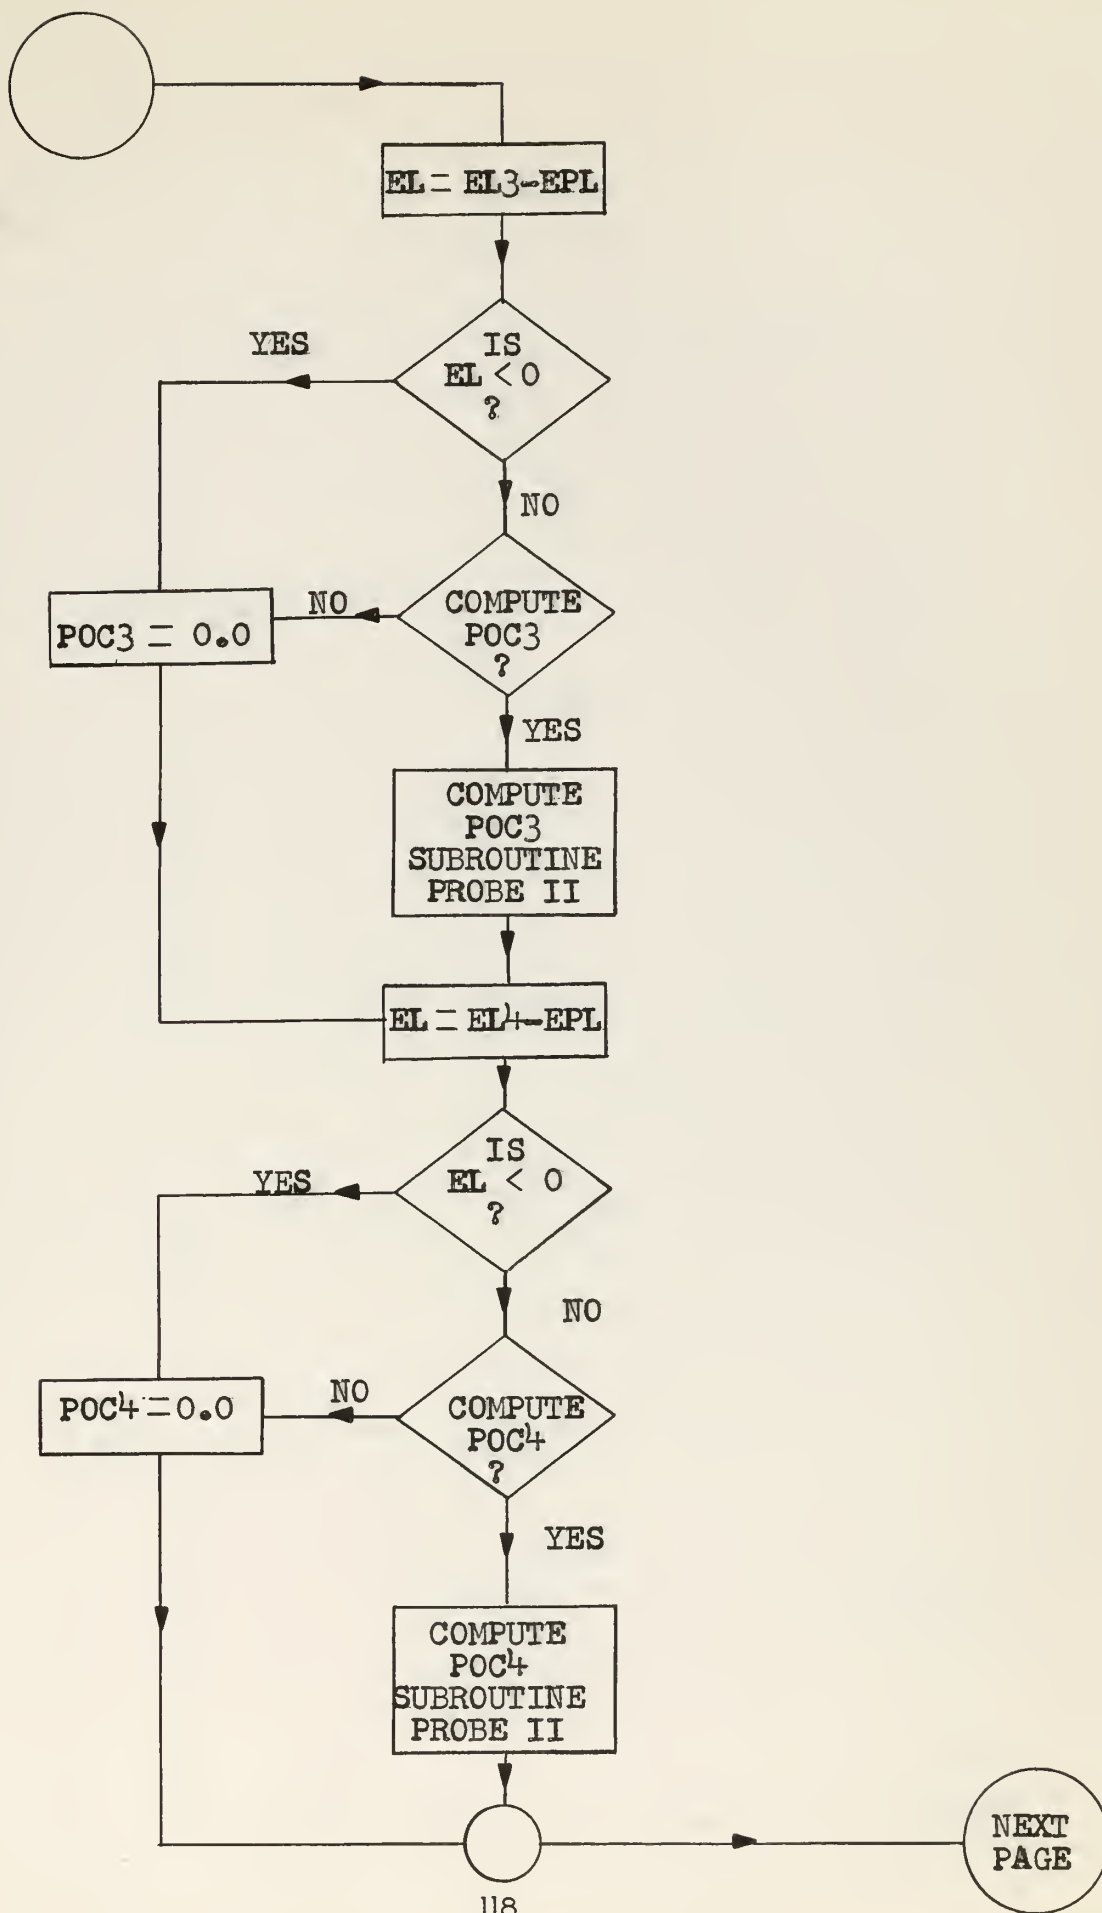 EL = EL3-EPL
YES
IS
EL < 0
?
NO
NO
COMPUTE
POC3
?
POC3 = 0.0
YES
COMPUTE
POC3
SUBROUTINE
PROBE II
EL = EL4-EPL
YES
IS
EL < 0
?
NO
NO
COMPUTE
POC4
?
POC4 = 0.0
YES
COMPUTE
POC4
SUBROUTINE
PROBE II
NEXT
PAGE
118